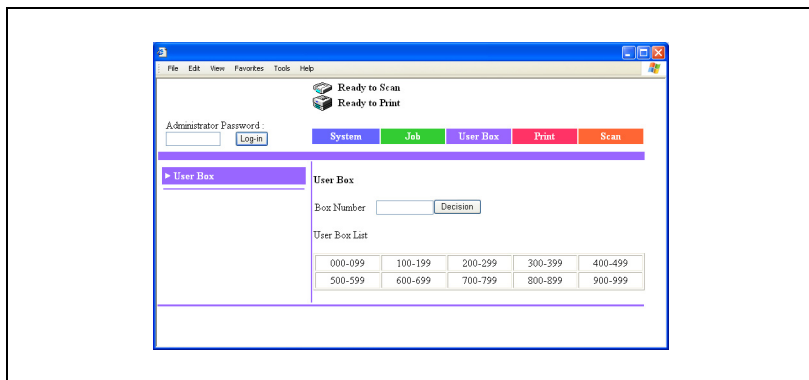 File Edit View Favorites Tools Help
Ready to Scan
Ready to Print
Administrator Password :
Log-in
System Job User Box Print Scan
User Box
User Box
Box Number Decision
User Box List
000-099 100-199 200-299 300-399 400-499
500-599 600-699 700-799 800-899 900-999